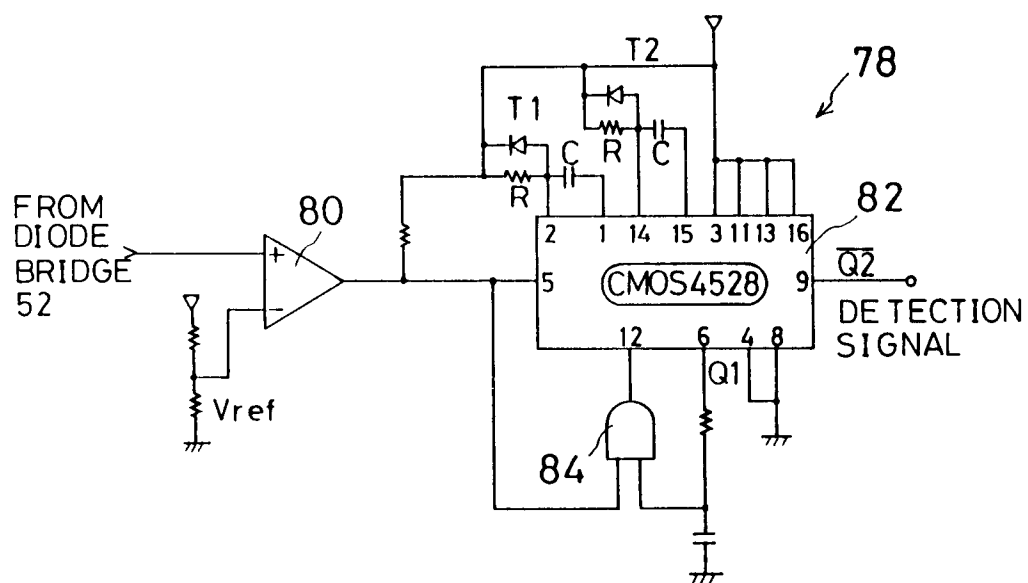 T2
78
T1
C
R
C
R
FROM
DIODE
BRIDGE
52
80
82
2 1 14 15 3 11 13 16
+
5
CMOS4528
9
Q2
-
DETECTION
SIGNAL
12 6 4 8
Q1
Vref
84